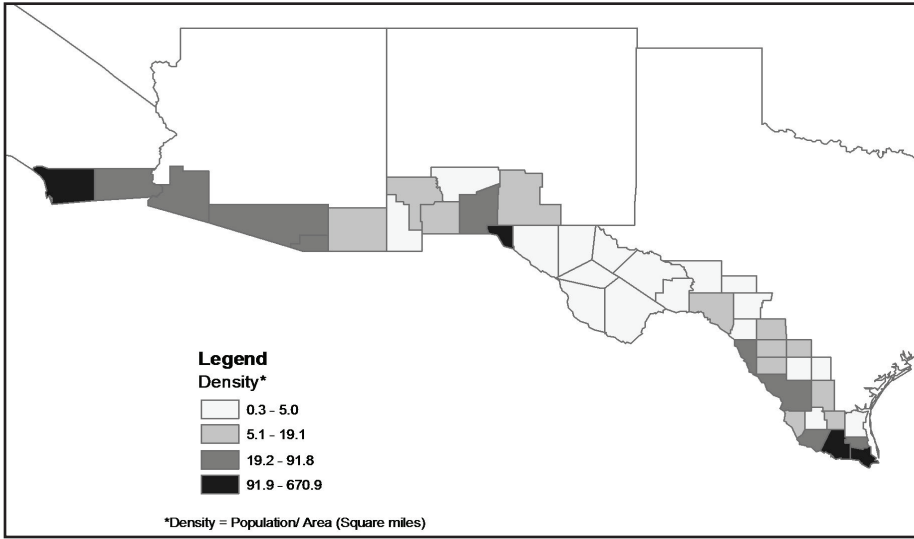 Legend
Density*
0.3 - 5.0
5.1 - 19.1
19.2 - 91.8
91.9 - 670.9
*Density = Population/ Area (Square miles)